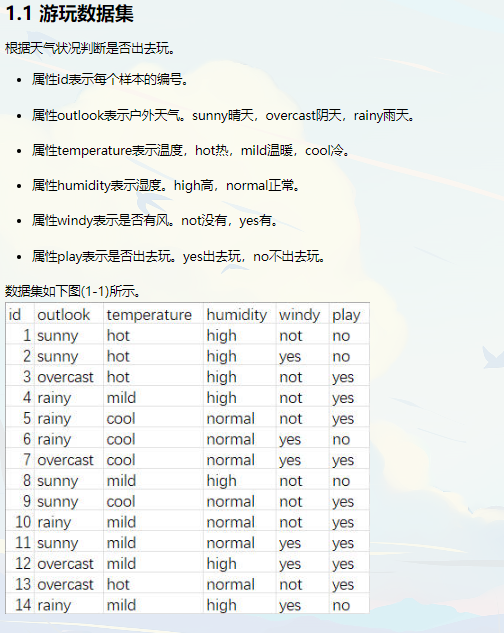 1.1 游玩数据集
根据天气状况判断是否出去玩。
• 属性id表示每个样本的编号。
• 属性outlook表示户外天气。sunny晴天，overcast阴天，rainy雨天。
• 属性temperature表示温度，hot热，mild温暖，cool冷。
• 属性humidity表示湿度。high高，normal正常。
• 属性windy表示是否有风。not没有，yes有。
• 属性play表示是否出去玩。yes出去玩，no不出去玩。
数据集如下图(1-1)所示。
id outlook temperature humidity windy play
1 sunny hot high not no
2 sunny hot high yes no
3 overcast hot high not yes
4 rainy mild high not yes
5 rainy cool normal not yes
6 rainy cool normal yes no
7 overcast cool normal yes yes
8 sunny mild high not no
9 sunny cool normal not yes
10 rainy mild normal not yes
11 sunny mild normal yes yes
12 overcast mild high yes yes
13 overcast hot normal not yes
14 rainy mild high yes no